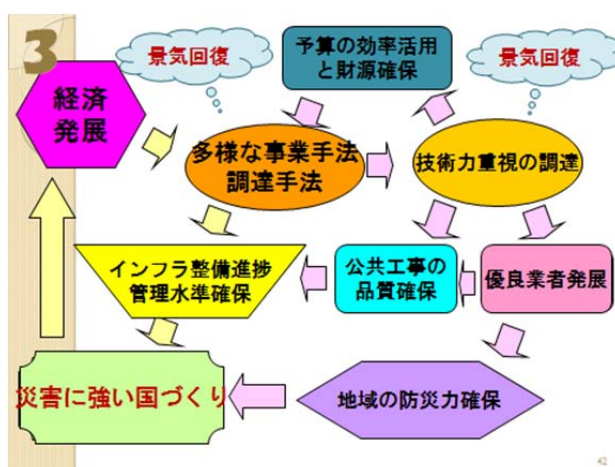 3
景気回復
予算の効率活用
と財源確保
景気回復
経済
発展
多様な事業手法
調達手法
技術力重視の調達
インフラ整備進捗
管理水準確保
公共工事の
品質確保
優良業者発展
災害に強い国づくり
地域の防災力確保
42